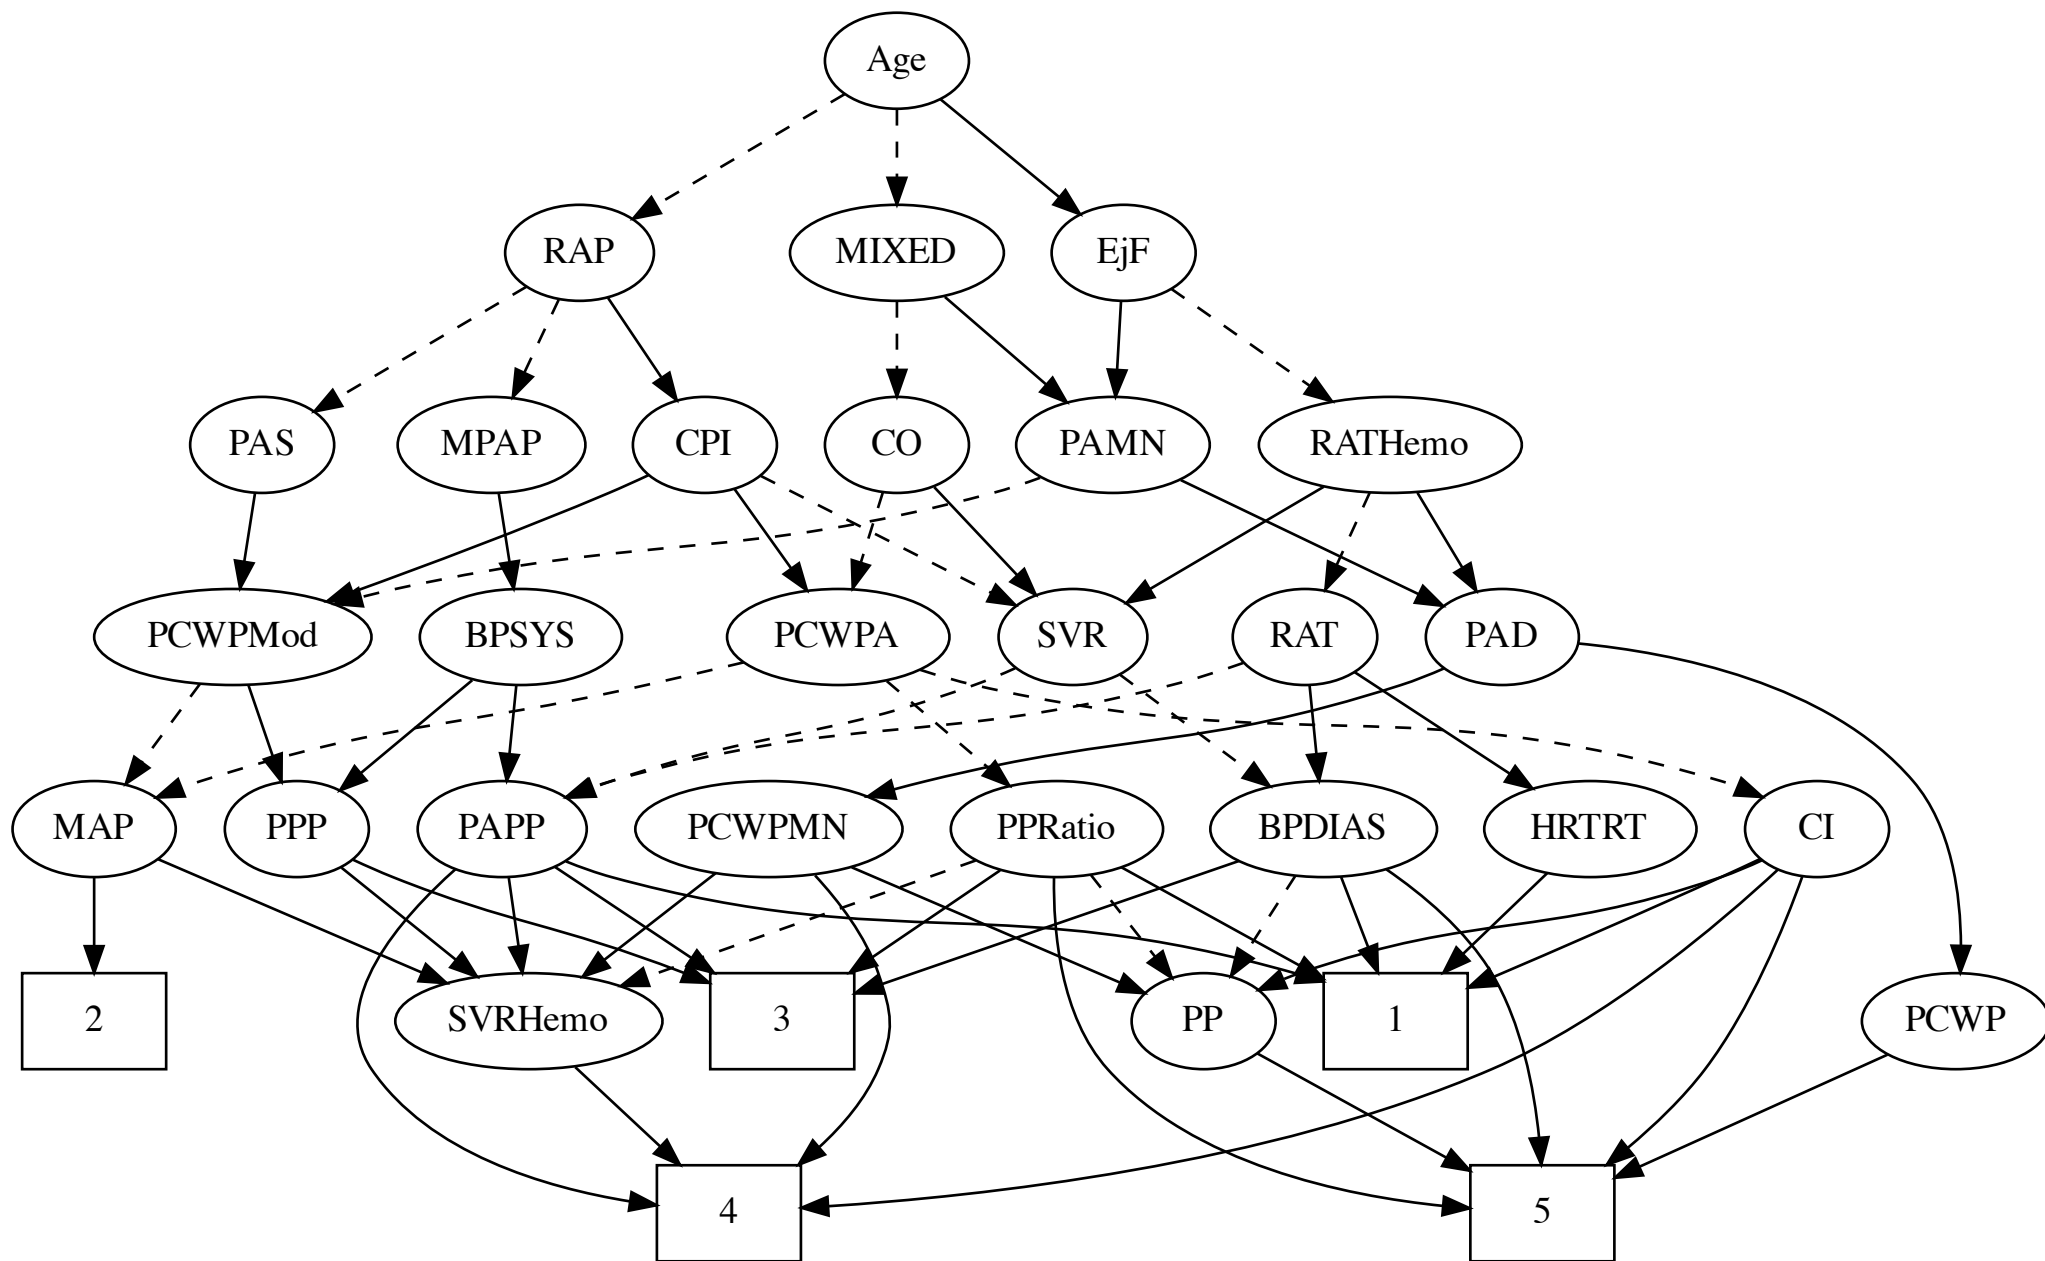 Age
RAP
MIXED
EjF
PAS
MPAP
CPI
CO
PAMN
RATHemo
PCWPMod
BPSYS
PCWPA
SVR
RAT
PAD
MAP
PPP
PAPP
PCWPMN
PPRatio
BPDIAS
HRTRT
CI
2
SVRHemo
3
PP
1
PCWP
4
5